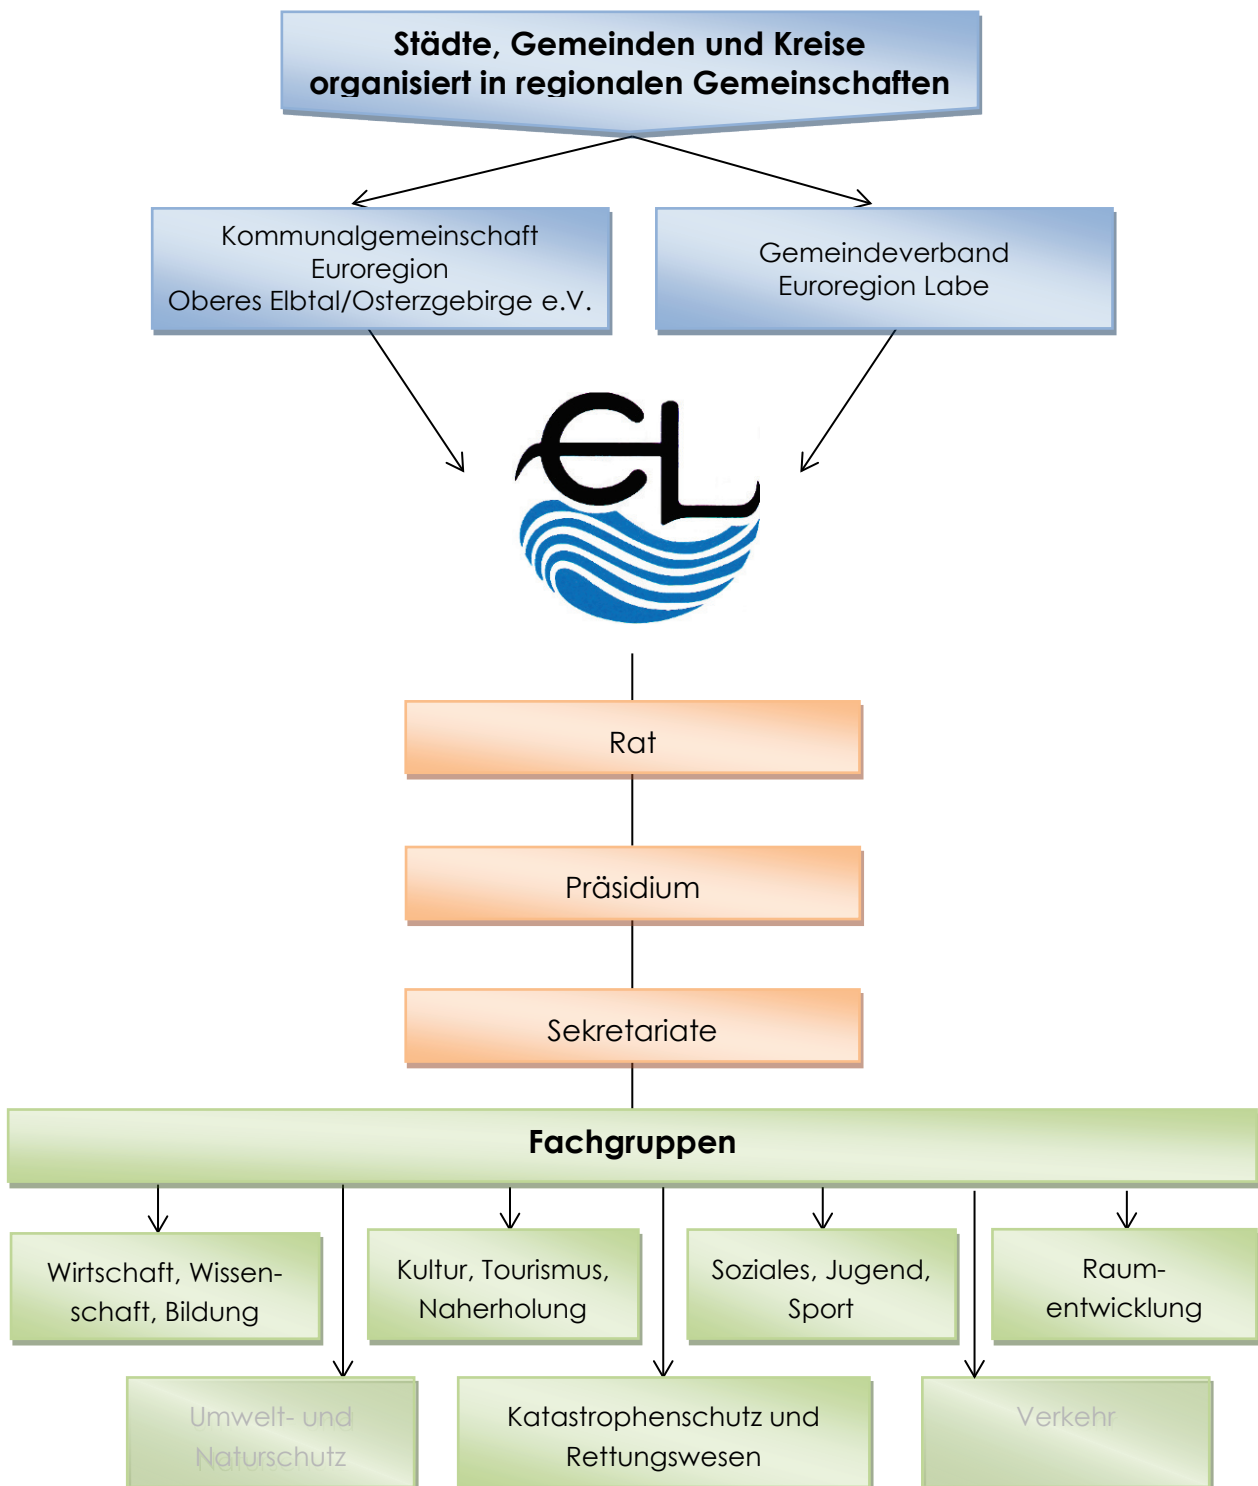 Städte, Gemeinden und Kreise
organisiert in regionalen Gemeinschaften
Kommunalgemeinschaft
Euroregion
Oberes Elbtal/Osterzgebirge e.V.
Gemeindeverband
Euroregion Labe
EL
Rat
Präsidium
Sekretariate
Fachgruppen
Wirtschaft, Wissen-
schaft, Bildung
Kultur, Tourismus,
Naherholung
Soziales, Jugend,
Sport
Raum-
entwicklung
Umwelt- und
Naturschutz
Katastrophenschutz und
Rettungswesen
Verkehr